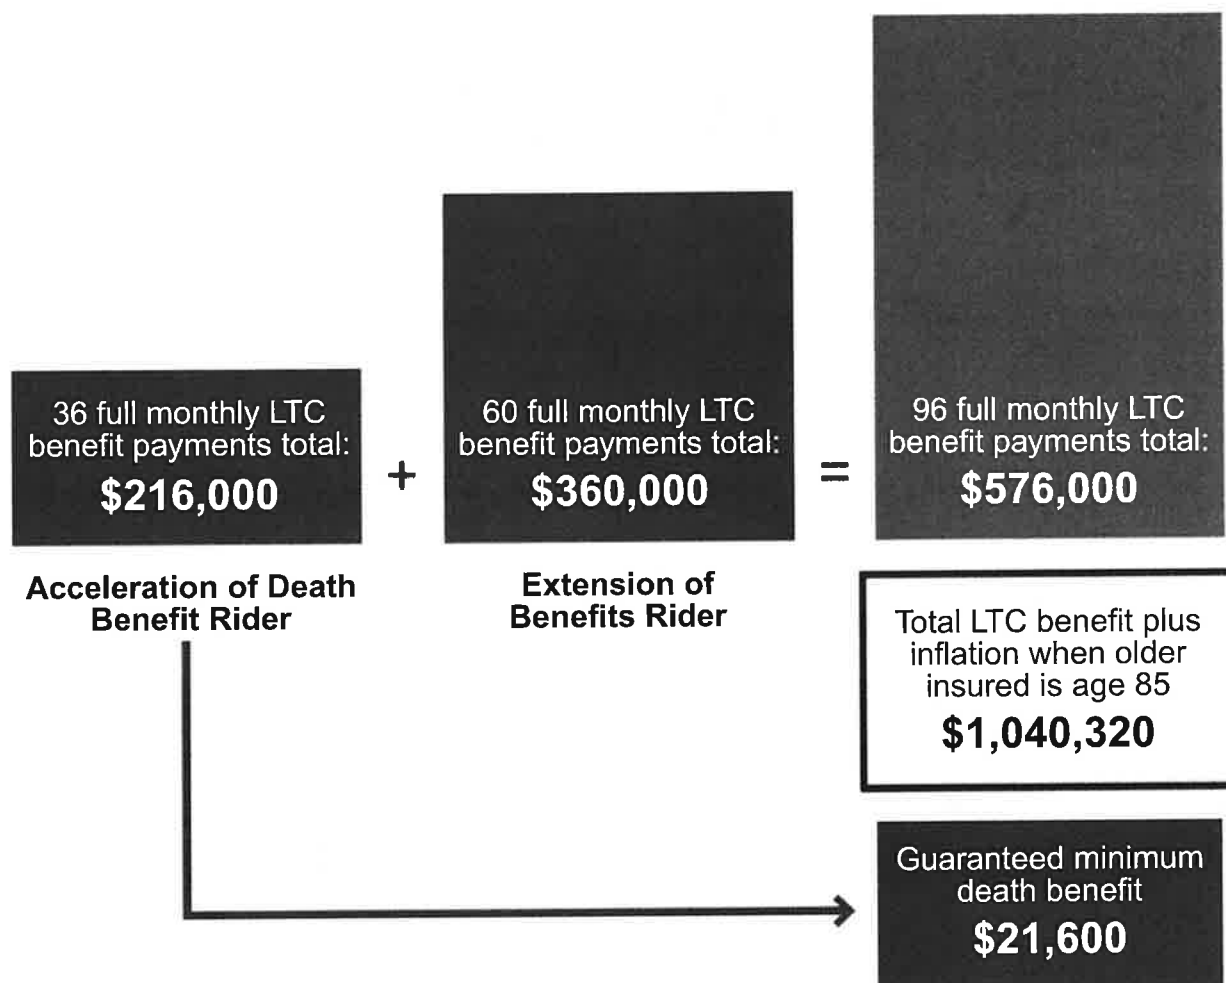 36 full monthly LTC
benefit payments total:
$216,000
+
60 full monthly LTC
benefit payments total:
$360,000
=
96 full monthly LTC
benefit payments total:
$576,000
Acceleration of Death
Benefit Rider
Extension of
Benefits Rider
Total LTC benefit plus
inflation when older
insured is age 85
$1,040,320
Guaranteed minimum
death benefit
$21,600